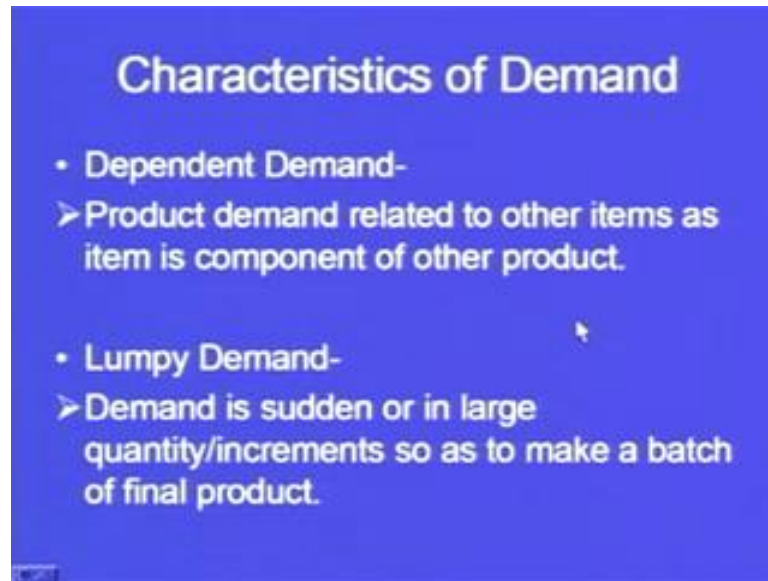 Characteristics of Demand
• Dependent Demand-
➢Product demand related to other items as
item is component of other product.
• Lumpy Demand-
➢Demand is sudden or in large
quantity/increments so as to make a batch
of final product.